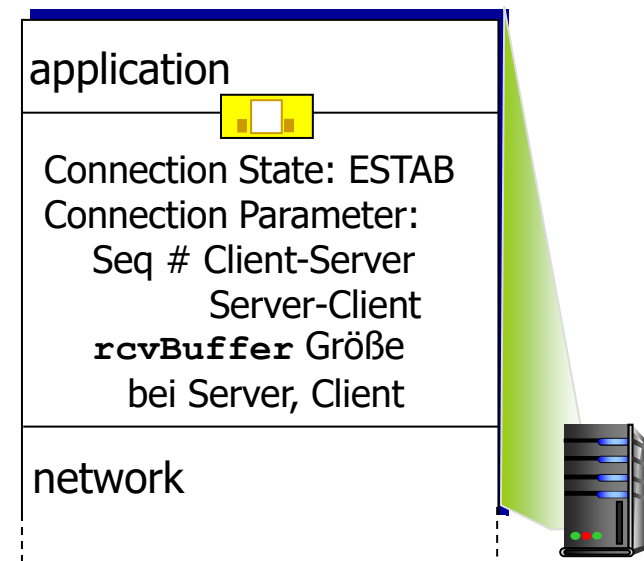 application
Connection State: ESTAB
Connection Parameter:
Seq # Client-Server
Server-Client
rcvBuffer Größe
bei Server, Client
network